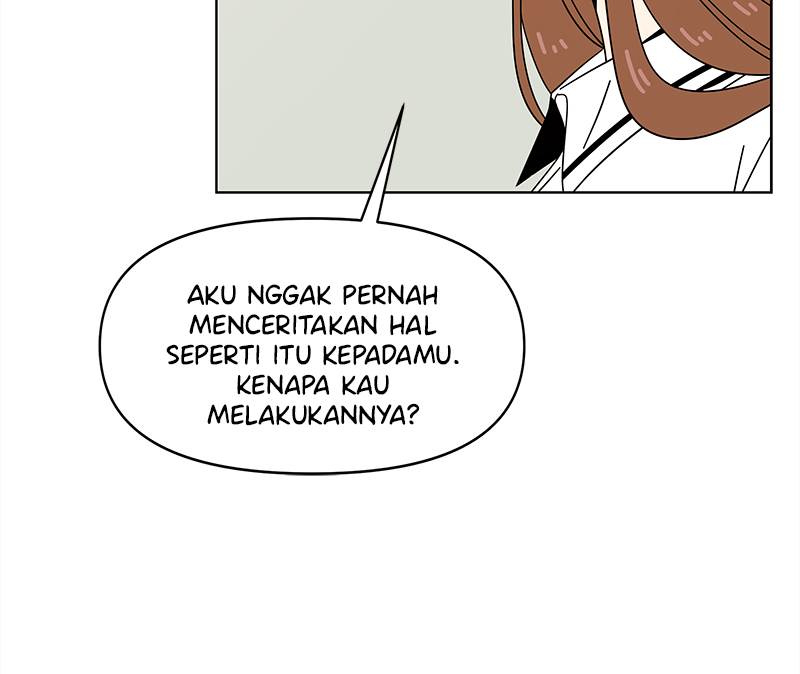 AKU NGGAK PERNAH
MENCERITAKAN HAL
SEPERTI ITU KEPADAMU.
KENAPA KAU
MELAKUKANNYA?